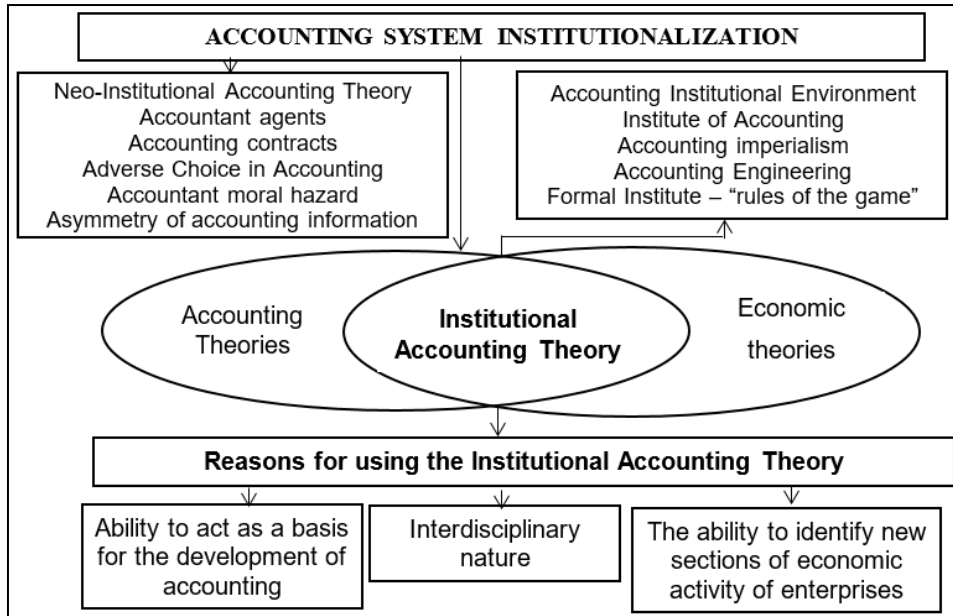 ACCOUNTING SYSTEM INSTITUTIONALIZATION
Neo-Institutional Accounting Theory
Accountant agents
Accounting contracts
Adverse Choice in Accounting
Accountant moral hazard
Asymmetry of accounting information
Accounting Institutional Environment
Institute of Accounting
Accounting imperialism
Accounting Engineering
Formal Institute – “rules of the game”
Accounting
Theories
Institutional
Accounting Theory
Economic
theories
Reasons for using the Institutional Accounting Theory
Ability to act as a basis
for the development of
accounting
Interdisciplinary
nature
The ability to identify new
sections of economic
activity of enterprises